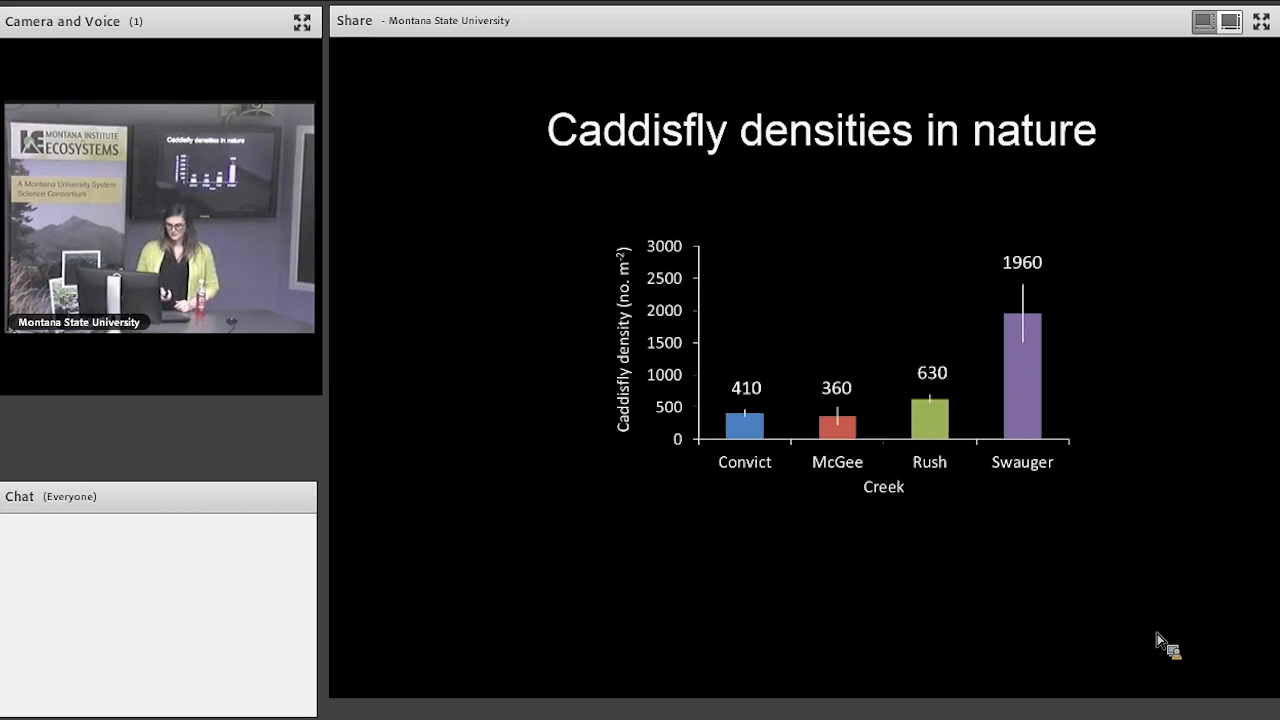 Camera and Voice (1)
Share - Montana State University
MONTANA INSTITUTE
ECOSYSTEMS
A Montana University System
Science Consortium
Caddisfly densities in nature
Montana State University
Chat (Everyone)
Caddisfly densities in nature
Caddisfly density (no. m-2)
3000
2500
2000
1500
1000
500
0
410
360
630
1960
Convict
McGee
Rush
Swauger
Creek